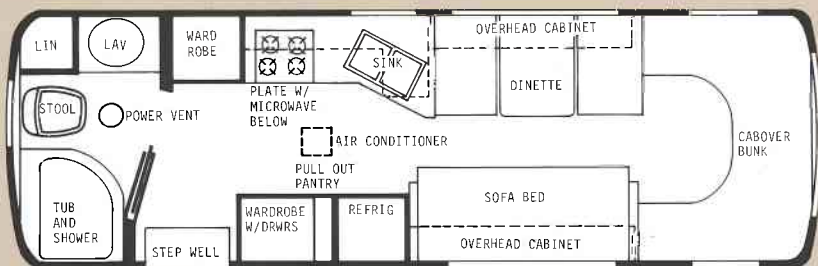 LIN
LAV
WARD
ROBE
SINK
OVERHEAD CABINET
DINETTE
STOOL
POWER VENT
PLATE W/
MICROWAVE
BELOW
AIR CONDITIONER
CABOVER
BUNK
PULL OUT
PANTRY
TUB
AND
SHOWER
STEP WELL
WARDROBE
W/DRWRS
REFRIG
SOFA BED
OVERHEAD CABINET